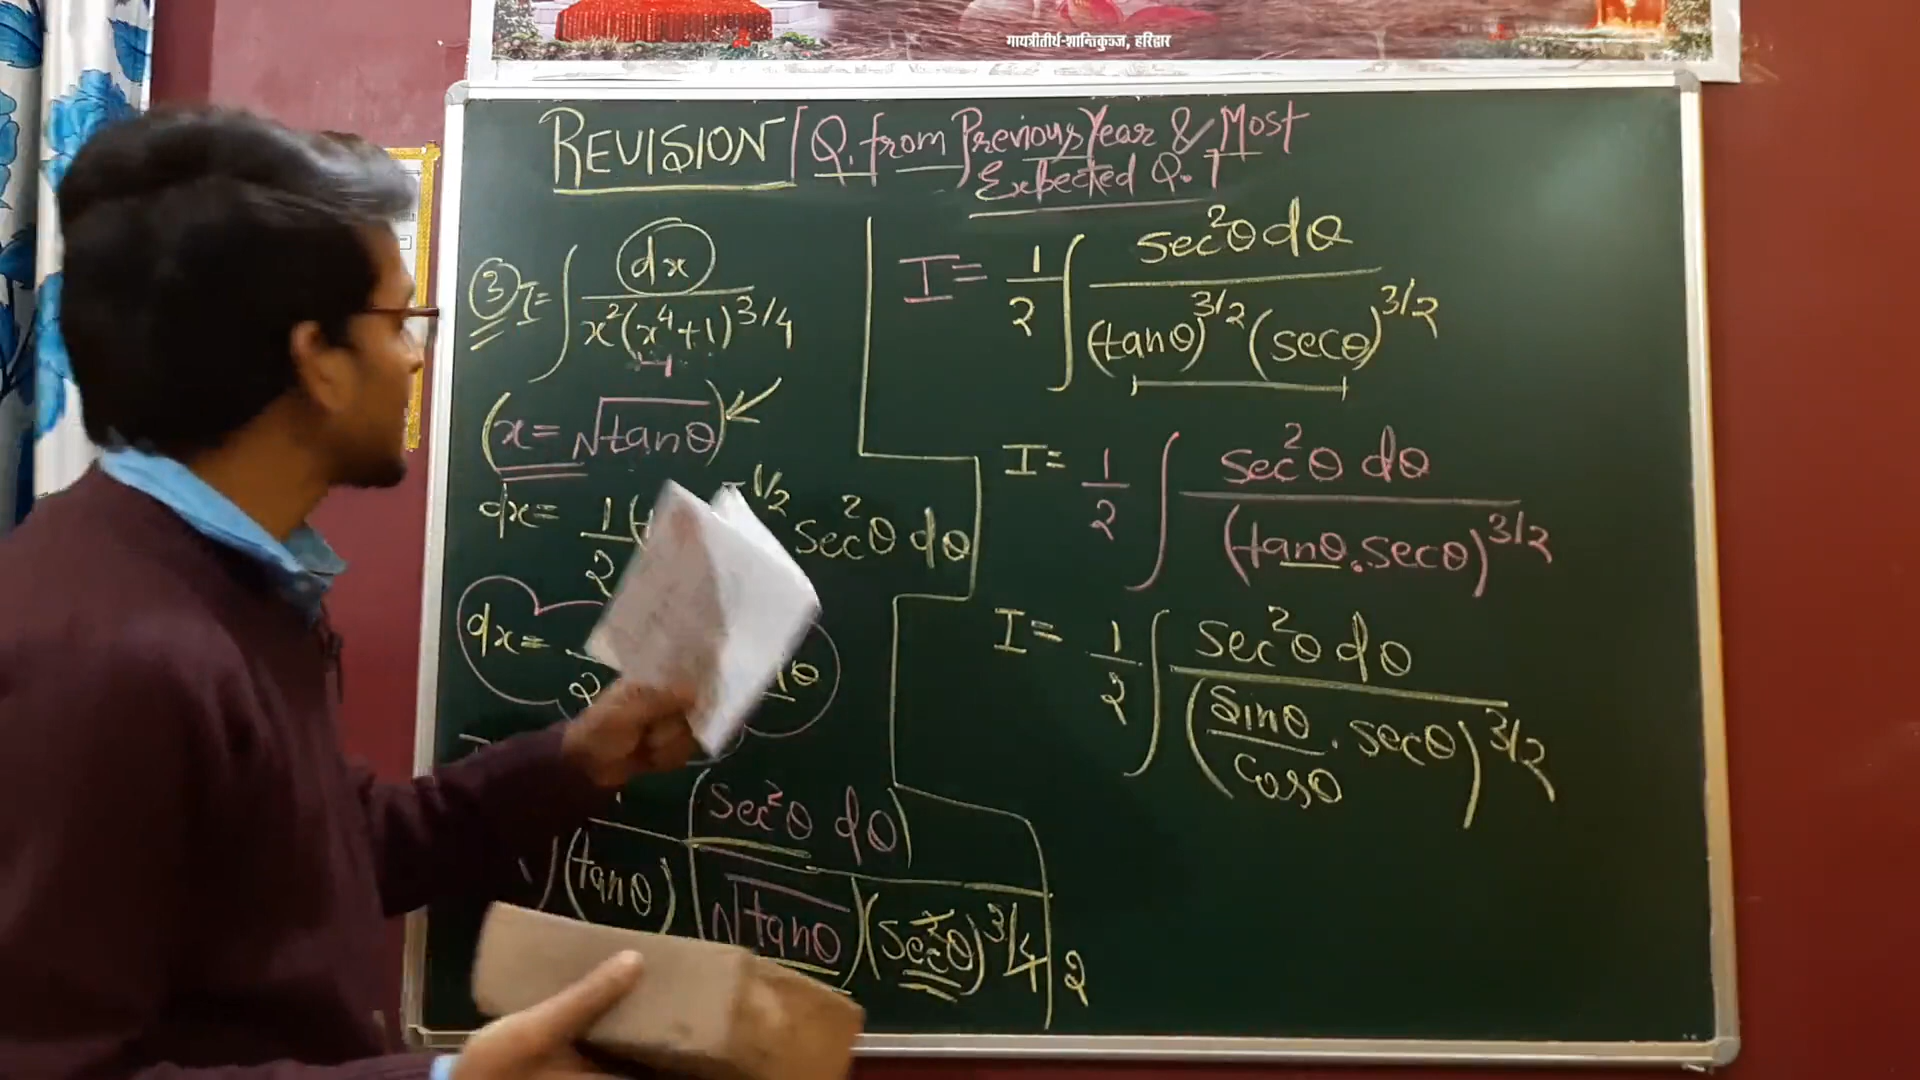 गायत्रीतीर्थ-शान्तिकुञ्ज, हरिद्वार
REVISION [Q. from Previous Year & Most
Expected Q.]
③ I = ∫ dx / x²(x⁴+1)^3/4
(x = √tanθ)
dx = 1/2 ( ^-1/2 sec²θ dθ
dx = 1/2 θ
sec²θ dθ
∫ (tanθ) (√tanθ)(sec²θ)^3/4 2
I = 1/2 ∫ sec²θ dθ / (tanθ)^3/2 (secθ)^3/2
I = 1/2 ∫ sec²θ dθ / (tanθ.secθ)^3/2
I = 1/2 ∫ sec²θ dθ / (sinθ/cosθ . secθ)^3/2